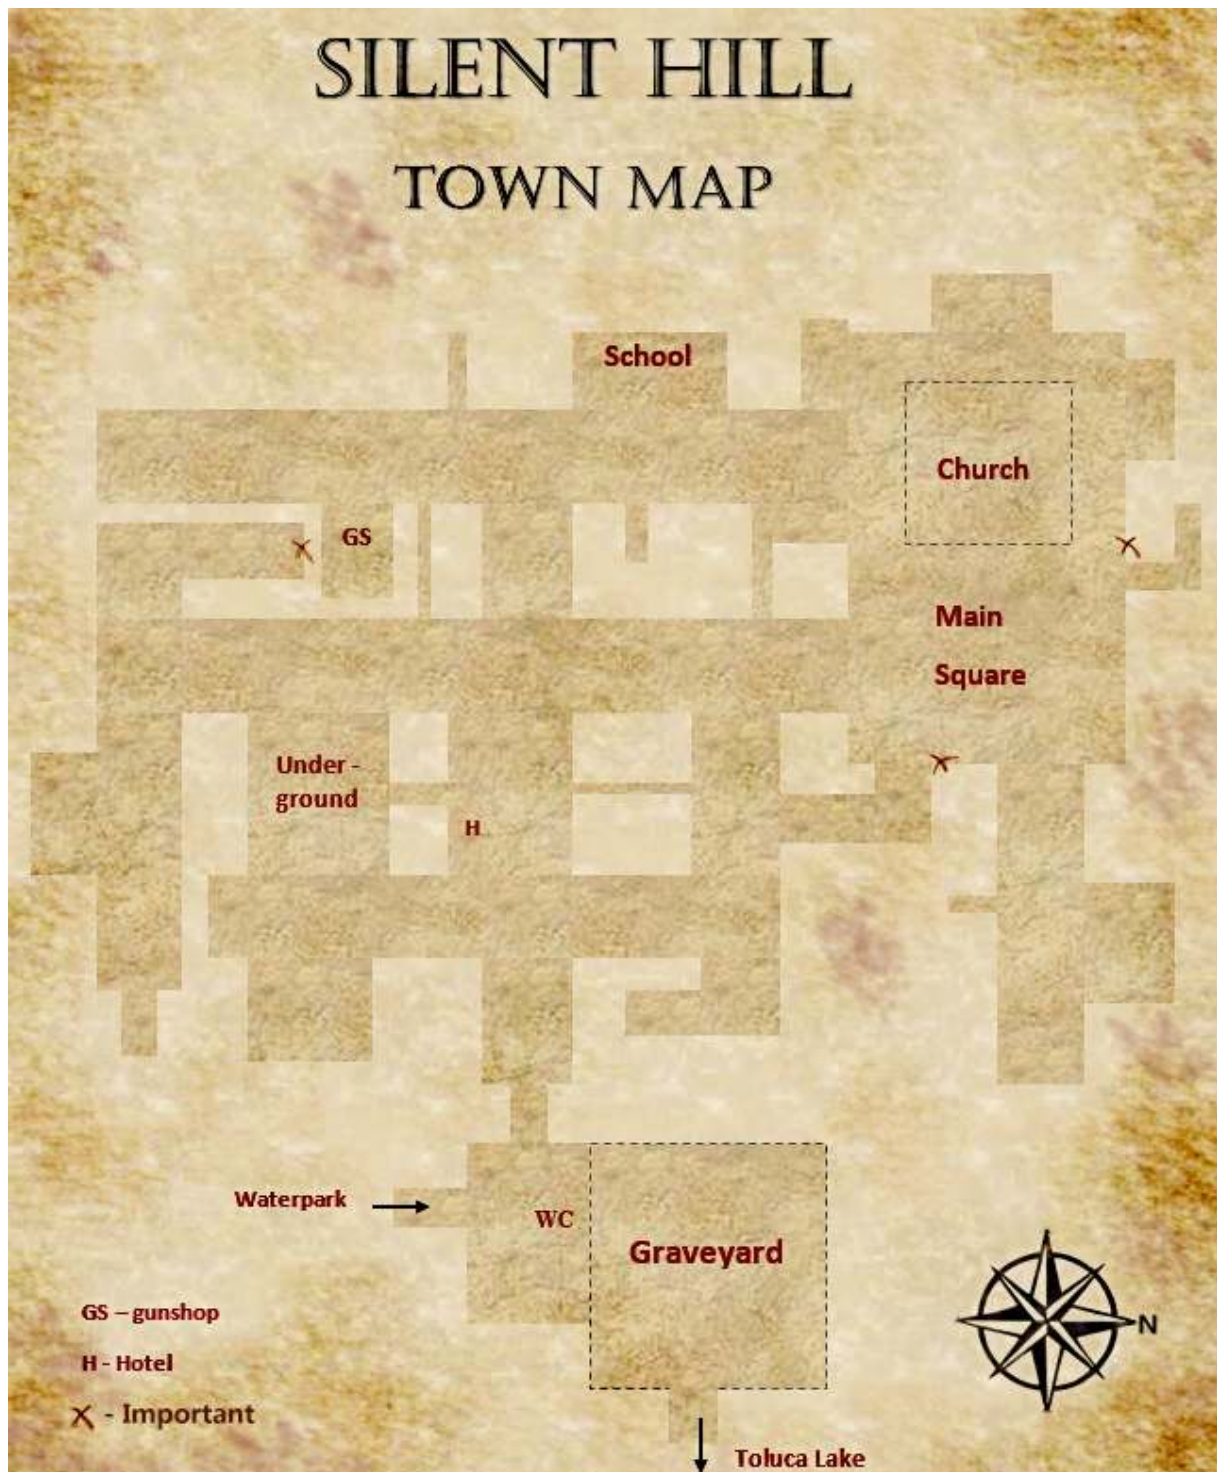 SILENT HILL
TOWN MAP
School
Church
GS
Main
Square
Under -
ground
H
Waterpark
WC
Graveyard
GS – gunshop
N
H - Hotel
- Important
Toluca Lake